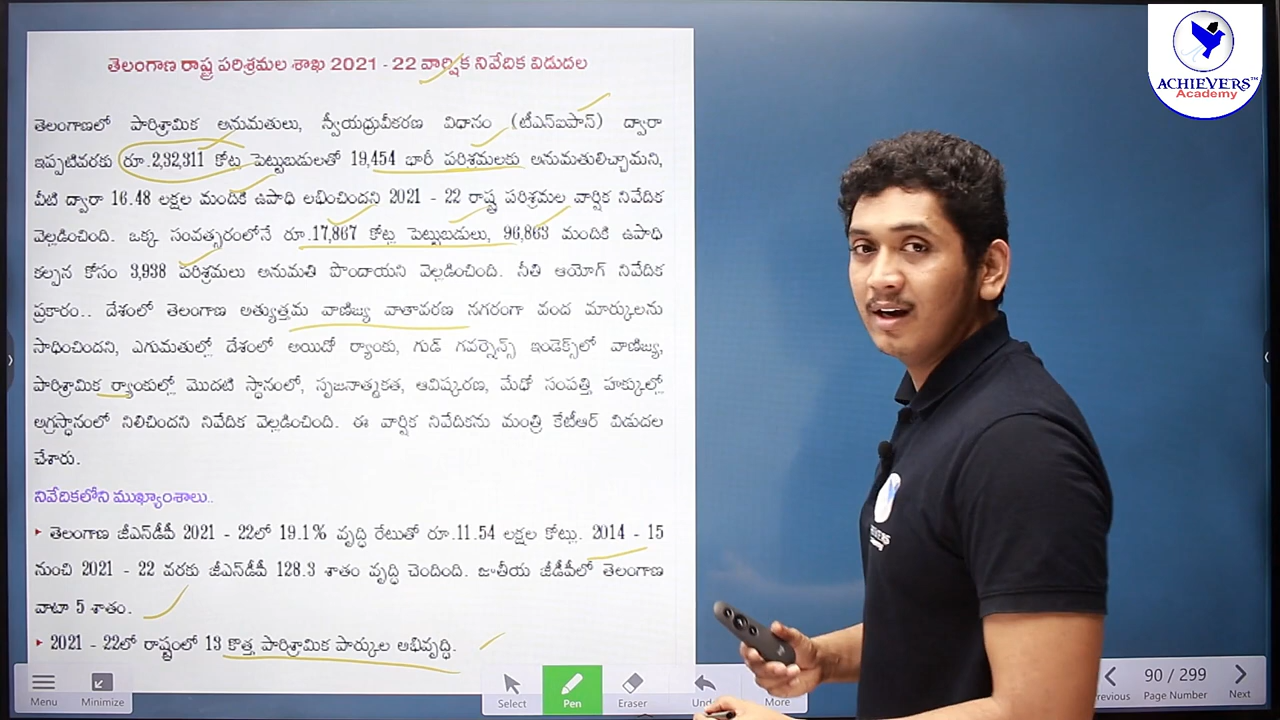 తెలంగాణ రాష్ట్ర పరిశ్రమల శాఖ 2021 - 22 వార్షిక నివేదిక విడుదల
తెలంగాణలో పారిశ్రామిక అనుమతులు, స్వీయధ్రువీకరణ విధానం (టీఎస్ఐపాస్) ద్వారా
ఇప్పటివరకు రూ.2,32,311 కోట్ల పెట్టుబడులతో 19,454 భారీ పరిశ్రమలకు అనుమతులిచ్చామని,
వీటి ద్వారా 16.48 లక్షల మందికి ఉపాధి లభించిందని 2021 - 22 రాష్ట్ర పరిశ్రమల వార్షిక నివేదిక
వెల్లడించింది. ఒక్క సంవత్సరంలోనే రూ.17,867 కోట్ల పెట్టుబడులు, 96,863 మందికి ఉపాధి
కల్పన కోసం 3,938 పరిశ్రమలు అనుమతి పొందాయని వెల్లడించింది. నీతి ఆయోగ్ నివేదిక
ప్రకారం.. దేశంలో తెలంగాణ అత్యుత్తమ వాణిజ్య వాతావరణ నగరంగా వంద మార్కులను
సాధించిందని, ఎగుమతుల్లో దేశంలో అయిదో ర్యాంకు, గుడ్ గవర్నెన్స్ ఇండెక్స్‌లో వాణిజ్య,
పారిశ్రామిక ర్యాంకుల్లో మొదటి స్థానంలో, సృజనాత్మకత, ఆవిష్కరణ, మేధో సంపత్తి హక్కుల్లో
అగ్రస్థానంలో నిలిచిందని నివేదిక వెల్లడించింది. ఈ వార్షిక నివేదికను మంత్రి కేటీఆర్ విడుదల
చేశారు.
నివేదికలోని ముఖ్యాంశాలు..
తెలంగాణ జీఎస్‌డీపీ 2021 - 22లో 19.1% వృద్ధి రేటుతో రూ.11.54 లక్షల కోట్లు. 2014 - 15
నుంచి 2021 - 22 వరకు జీఎస్‌డీపీ 128.3 శాతం వృద్ధి చెందింది. జాతీయ జీడీపీలో తెలంగాణ
వాటా 5 శాతం.
2021 - 22లో రాష్ట్రంలో 13 కొత్త పారిశ్రామిక పార్కుల అభివృద్ధి.
Menu Minimize Select Pen Eraser Und More
90 / 299
revious Page Number Next
ACHIEVERS™
Academy
EVERS
Academy